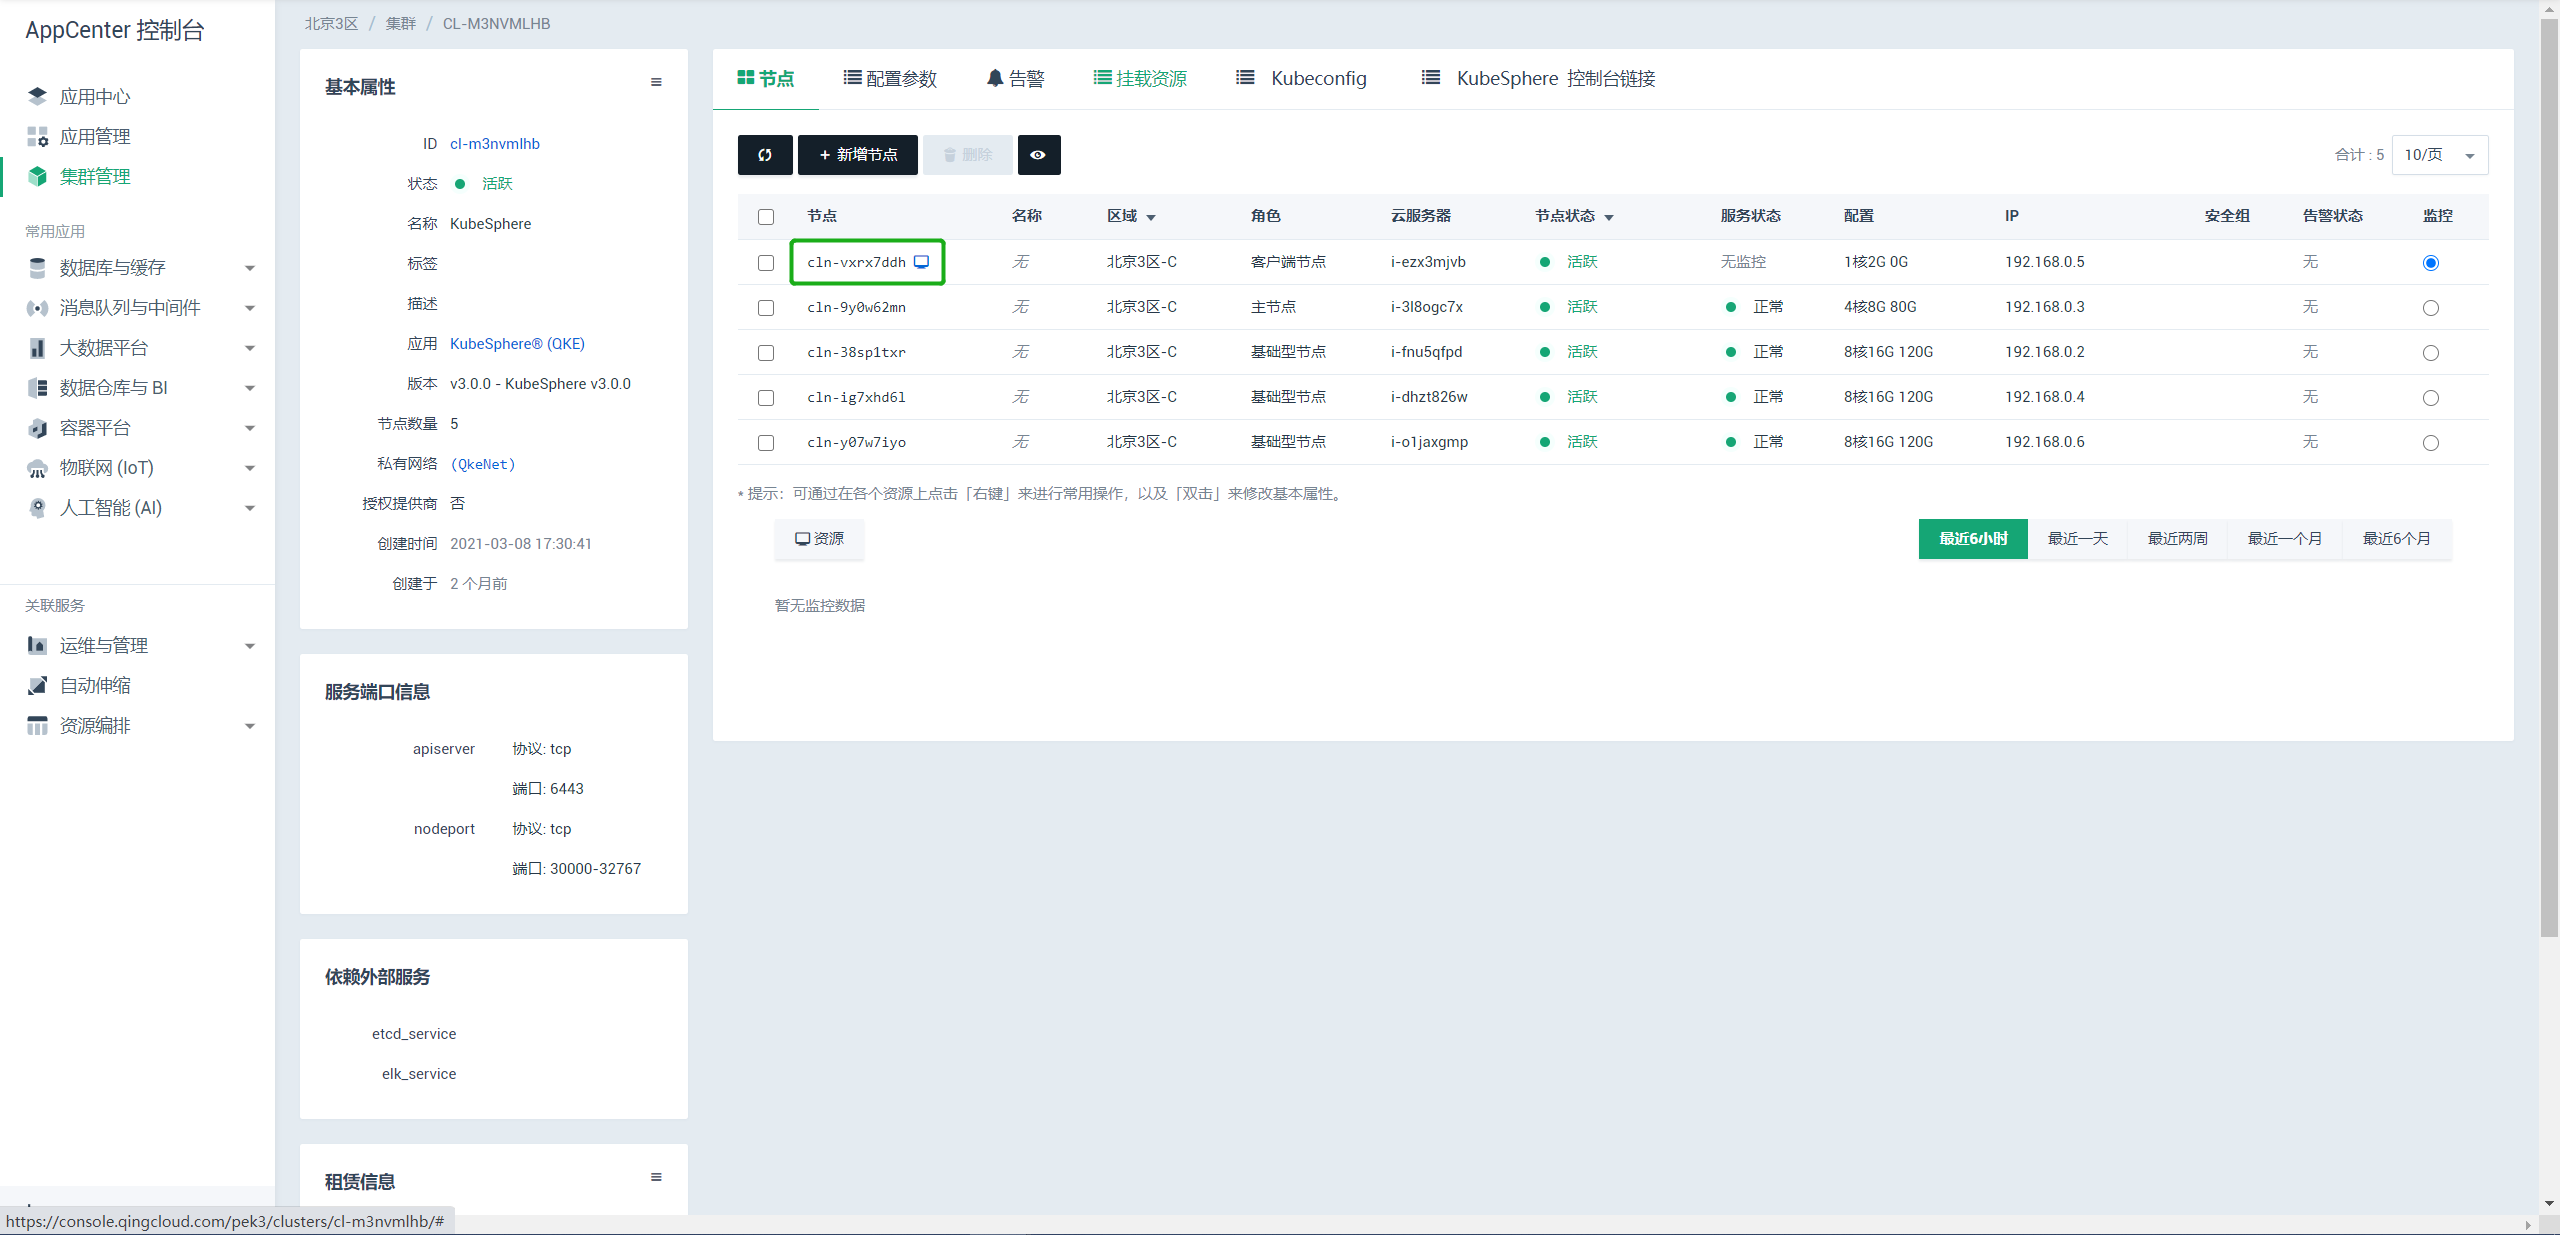 AppCenter 控制台
应用中心
应用管理
集群管理
常用应用
数据库与缓存
消息队列与中间件
大数据平台
数据仓库与 BI
容器平台
物联网 (IoT)
人工智能 (AI)
关联服务
运维与管理
自动伸缩
资源编排
北京3区 / 集群 / CL-M3NVMLHB
基本属性
ID cl-m3nvmlhb
状态 活跃
名称 KubeSphere
标签
描述
应用 KubeSphere® (QKE)
版本 v3.0.0 - KubeSphere v3.0.0
节点数量 5
私有网络 (QkeNet)
授权提供商 否
创建时间 2021-03-08 17:30:41
创建于 2 个月前
服务端口信息
apiserver 协议: tcp
端口: 6443
nodeport 协议: tcp
端口: 30000-32767
依赖外部服务
etcd_service
elk_service
租赁信息
节点 配置参数 告警 挂载资源 Kubeconfig KubeSphere 控制台链接
+ 新增节点 删除 合计 : 5 10/页
节点 名称 区域 角色 云服务器 节点状态 服务状态 配置 IP 安全组 告警状态 监控
cln-vxrx7ddh 无 北京3区-C 客户端节点 i-ezx3mjvb 活跃 无监控 1核2G 0G 192.168.0.5 无
cln-9y0w62mn 无 北京3区-C 主节点 i-3l8ogc7x 活跃 正常 4核8G 80G 192.168.0.3 无
cln-38sp1txr 无 北京3区-C 基础型节点 i-fnu5qfpd 活跃 正常 8核16G 120G 192.168.0.2 无
cln-ig7xhd6l 无 北京3区-C 基础型节点 i-dhzt826w 活跃 正常 8核16G 120G 192.168.0.4 无
cln-y07w7iyo 无 北京3区-C 基础型节点 i-o1jaxgmp 活跃 正常 8核16G 120G 192.168.0.6 无
* 提示：可通过在各个资源上点击「右键」来进行常用操作，以及「双击」来修改基本属性。
资源 最近6小时 最近一天 最近两周 最近一个月 最近6个月
暂无监控数据
https://console.qingcloud.com/pek3/clusters/cl-m3nvmlhb/#